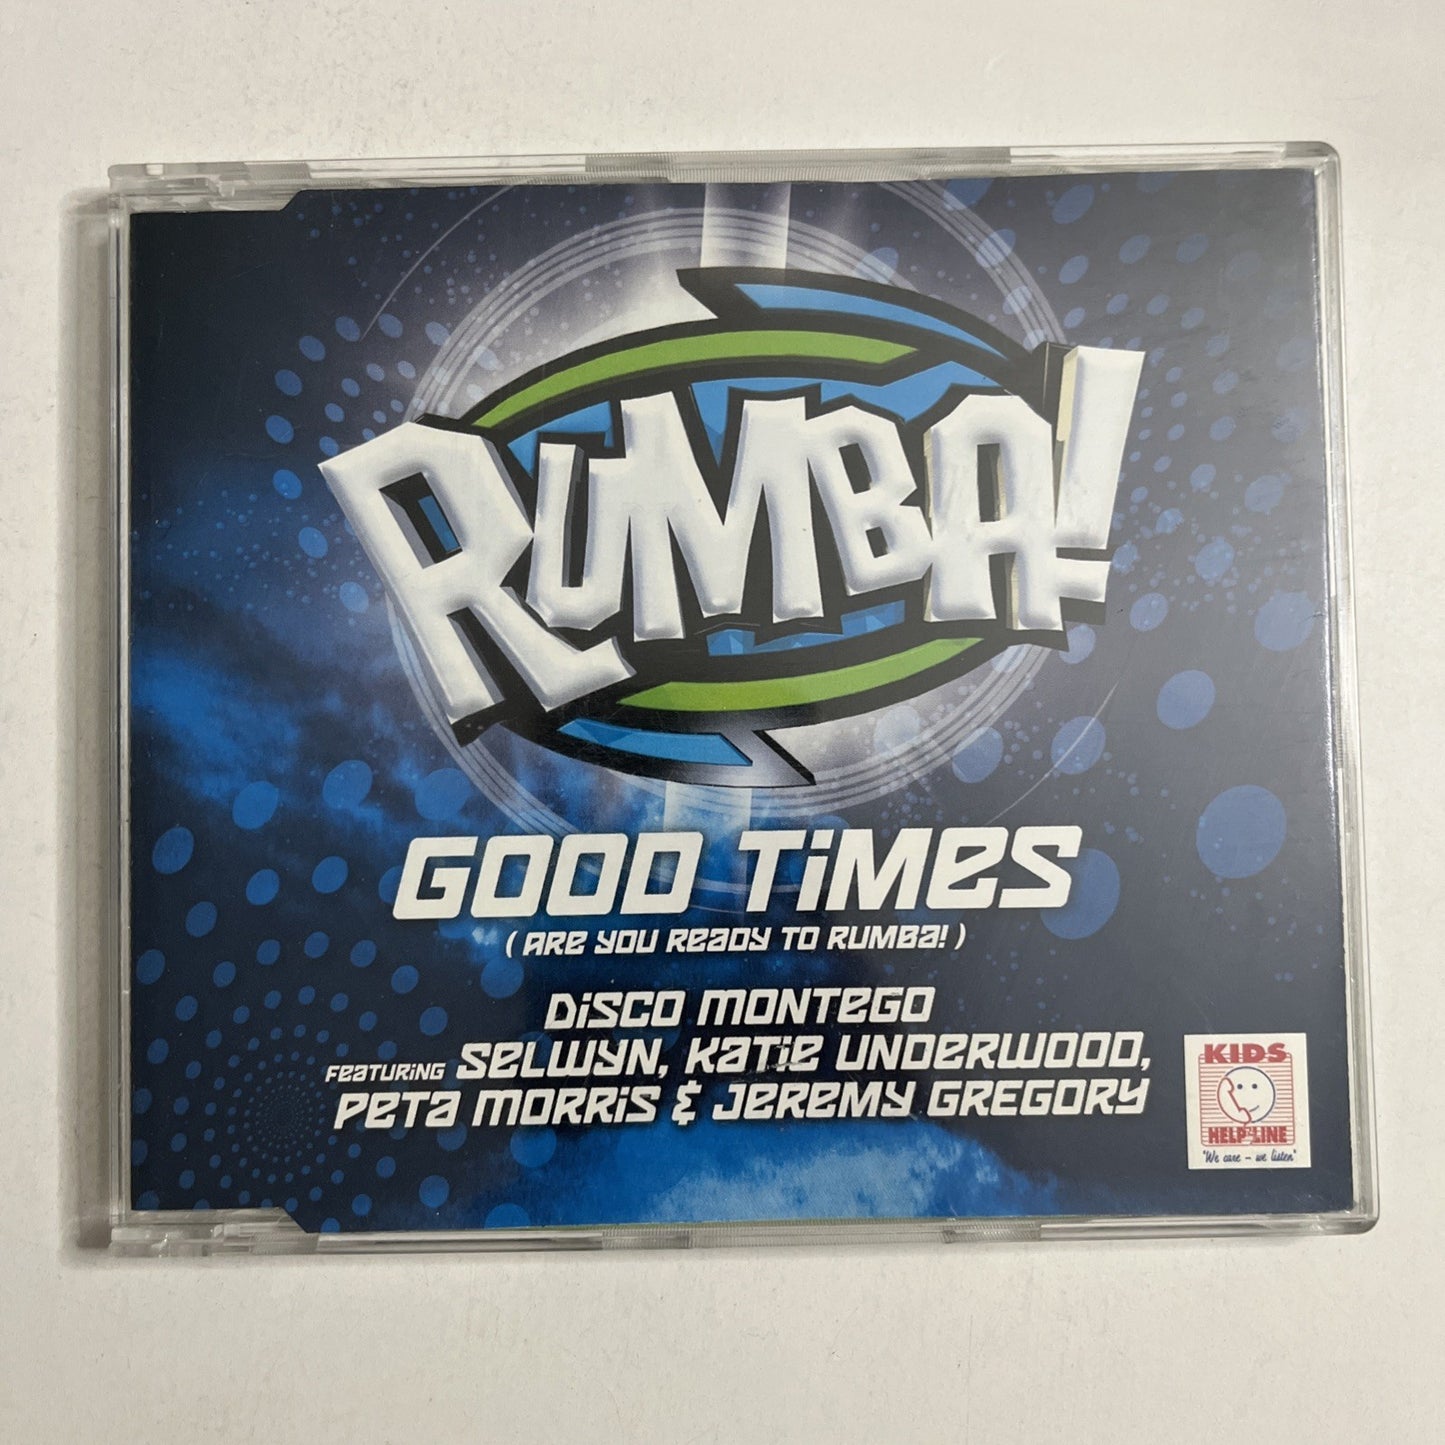 RUMBA!
GOOD TiMES
( ARE YOU READY TO RUMBA! )
DiSCO MONTEGO
FEATURiNG SELWYN, KATiE UNDERWOOD,
PETA MORRiS & JEREMY GREGORY
KIDS
HELP LINE
"We care - we listen"